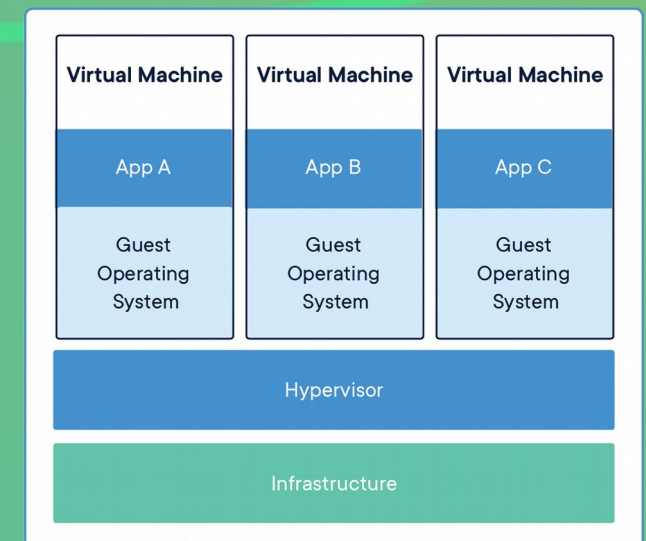 Virtual Machine
Virtual Machine
Virtual Machine
App A
App B
App C
Guest
Operating
System
Guest
Operating
System
Guest
Operating
System
Hypervisor
Infrastructure